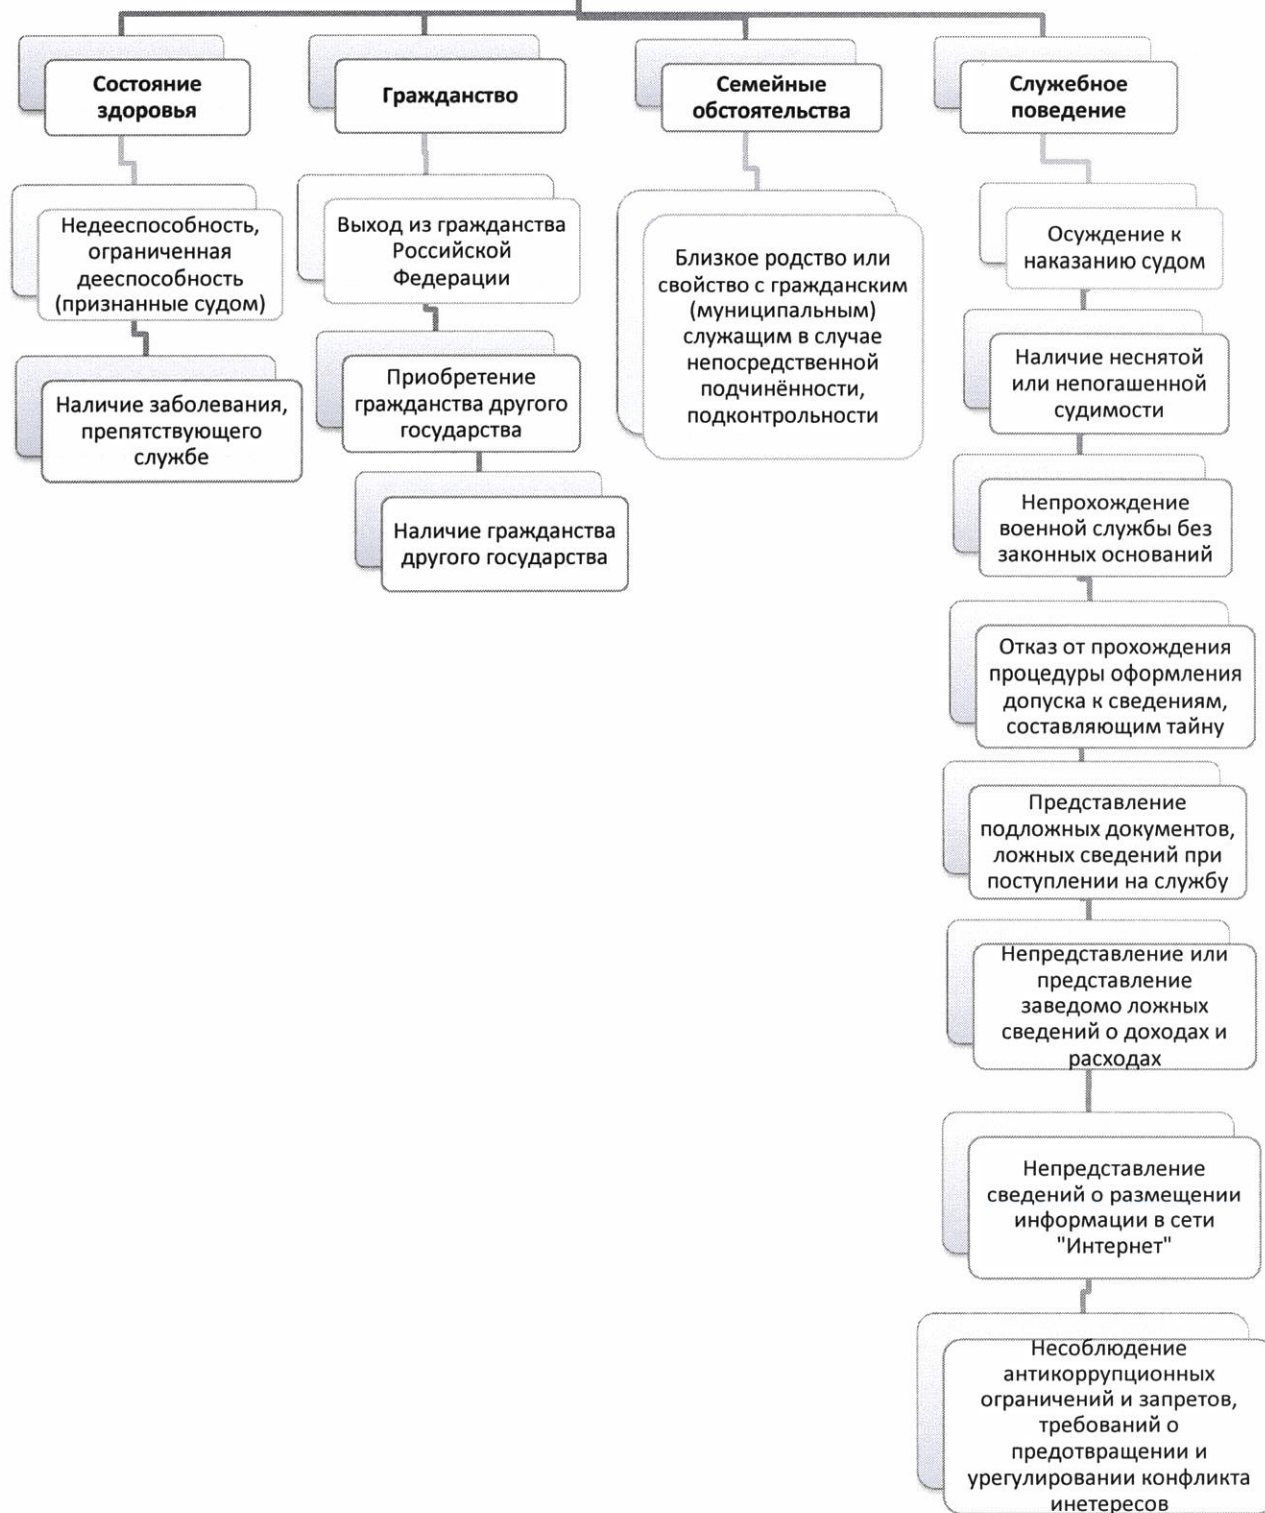 Состояние
здоровья
Недееспособность,
ограниченная
дееспособность
(признанные судом)
Наличие заболевания,
препятствующего
службе
Гражданство
Выход из гражданства
Российской
Федерации
Приобретение
гражданства другого
государства
Наличие гражданства
другого государства
Семейные
обстоятельства
Близкое родство или
свойство с гражданским
(муниципальным)
служащим в случае
непосредственной
подчинённости,
подконтрольности
Служебное
поведение
Осуждение к
наказанию судом
Наличие неснятой
или непогашенной
судимости
Непрохождение
военной службы без
законных оснований
Отказ от прохождения
процедуры оформления
допуска к сведениям,
составляющим тайну
Представление
подложных документов,
ложных сведений при
поступлении на службу
Непредставление или
представление
заведомо ложных
сведений о доходах и
расходах
Непредставление
сведений о размещении
информации в сети
"Интернет"
Несоблюдение
антикоррупционных
ограничений и запретов,
требований о
предотвращении и
урегулировании конфликта
инетересов